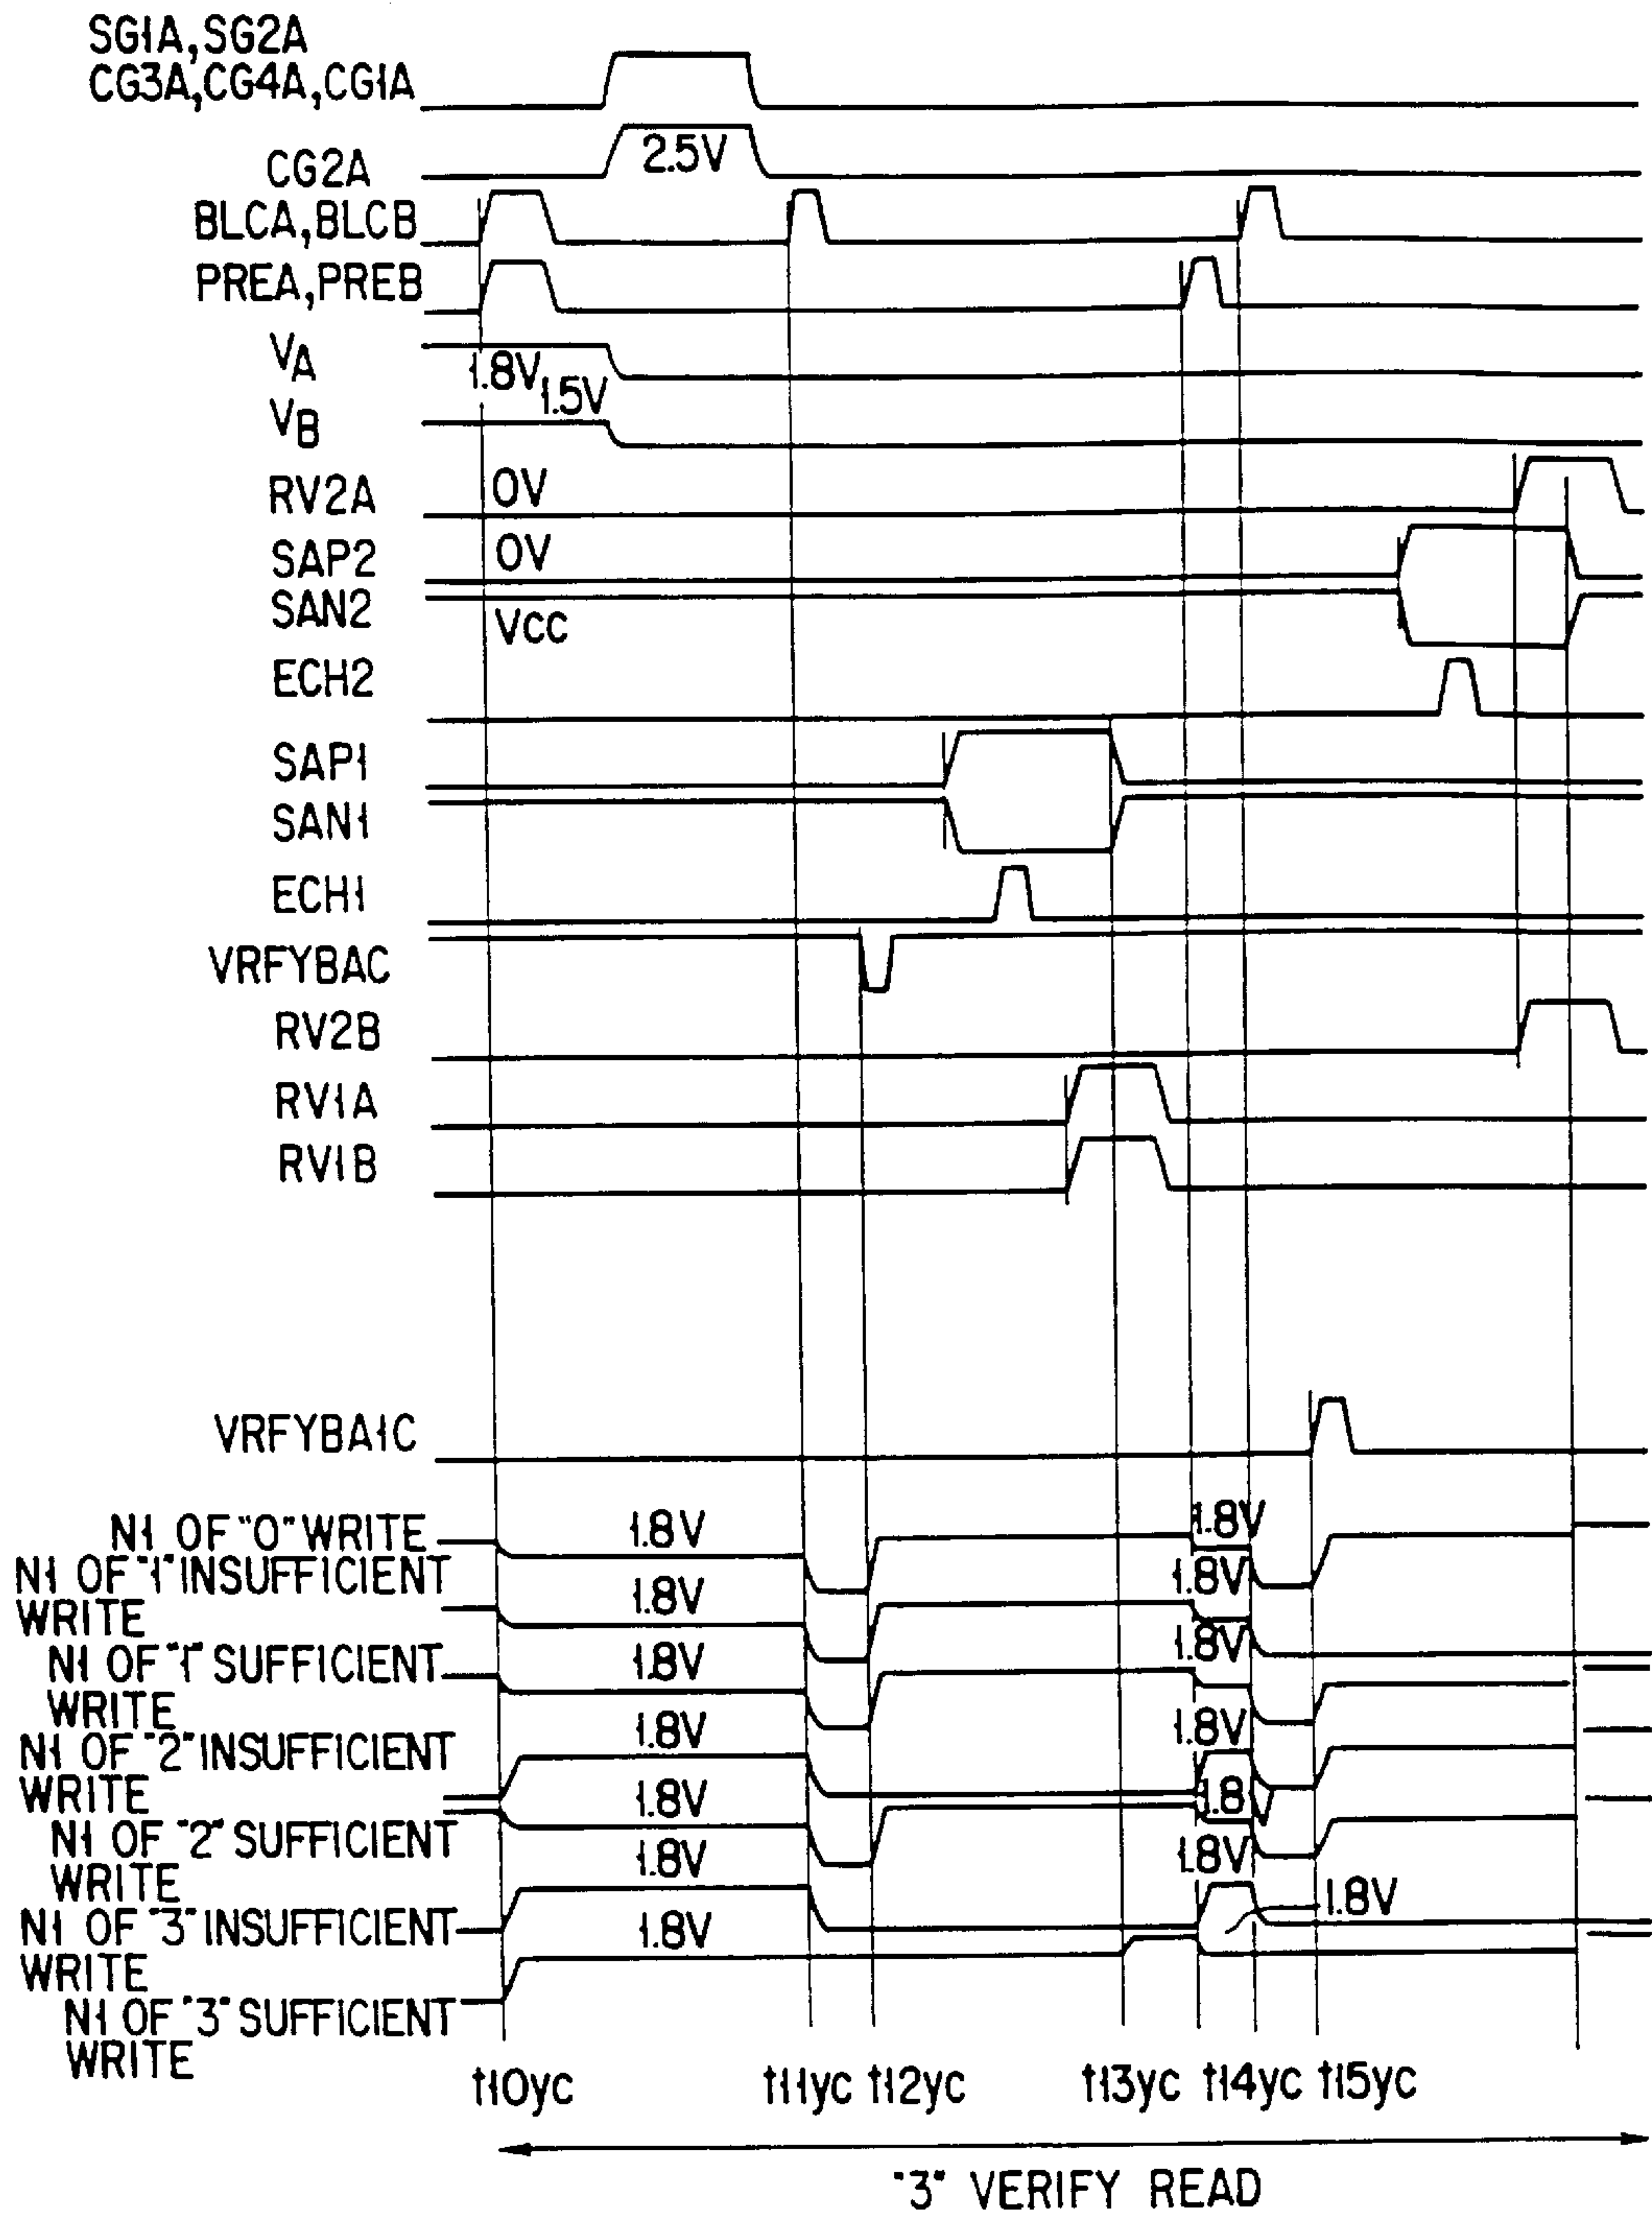 SG1A,SG2A
CG3A,CG4A,CG1A
CG2A
2.5V
BLCA,BLCB
PREA,PREB
VA
1.8V
1.5V
VB
RV2A
0V
SAP2
0V
SAN2
Vcc
ECH2
SAP1
SAN1
ECH1
VRFYBAC
RV2B
RV1A
RV1B
VRFYBA1C
N1 OF "0" WRITE
1.8V
1.8V
N1 OF "1" INSUFFICIENT
WRITE
1.8V
1.8V
N1 OF "1" SUFFICIENT
WRITE
1.8V
1.8V
N1 OF "2" INSUFFICIENT
WRITE
1.8V
1.8V
N1 OF "2" SUFFICIENT
WRITE
1.8V
1.8
N1 OF "3" INSUFFICIENT
WRITE
1.8V
1.8V
N1 OF "3" SUFFICIENT
WRITE
1.8V
1.8V
t10yc
t11yc
t12yc
t13yc
t14yc
t15yc
"3" VERIFY READ